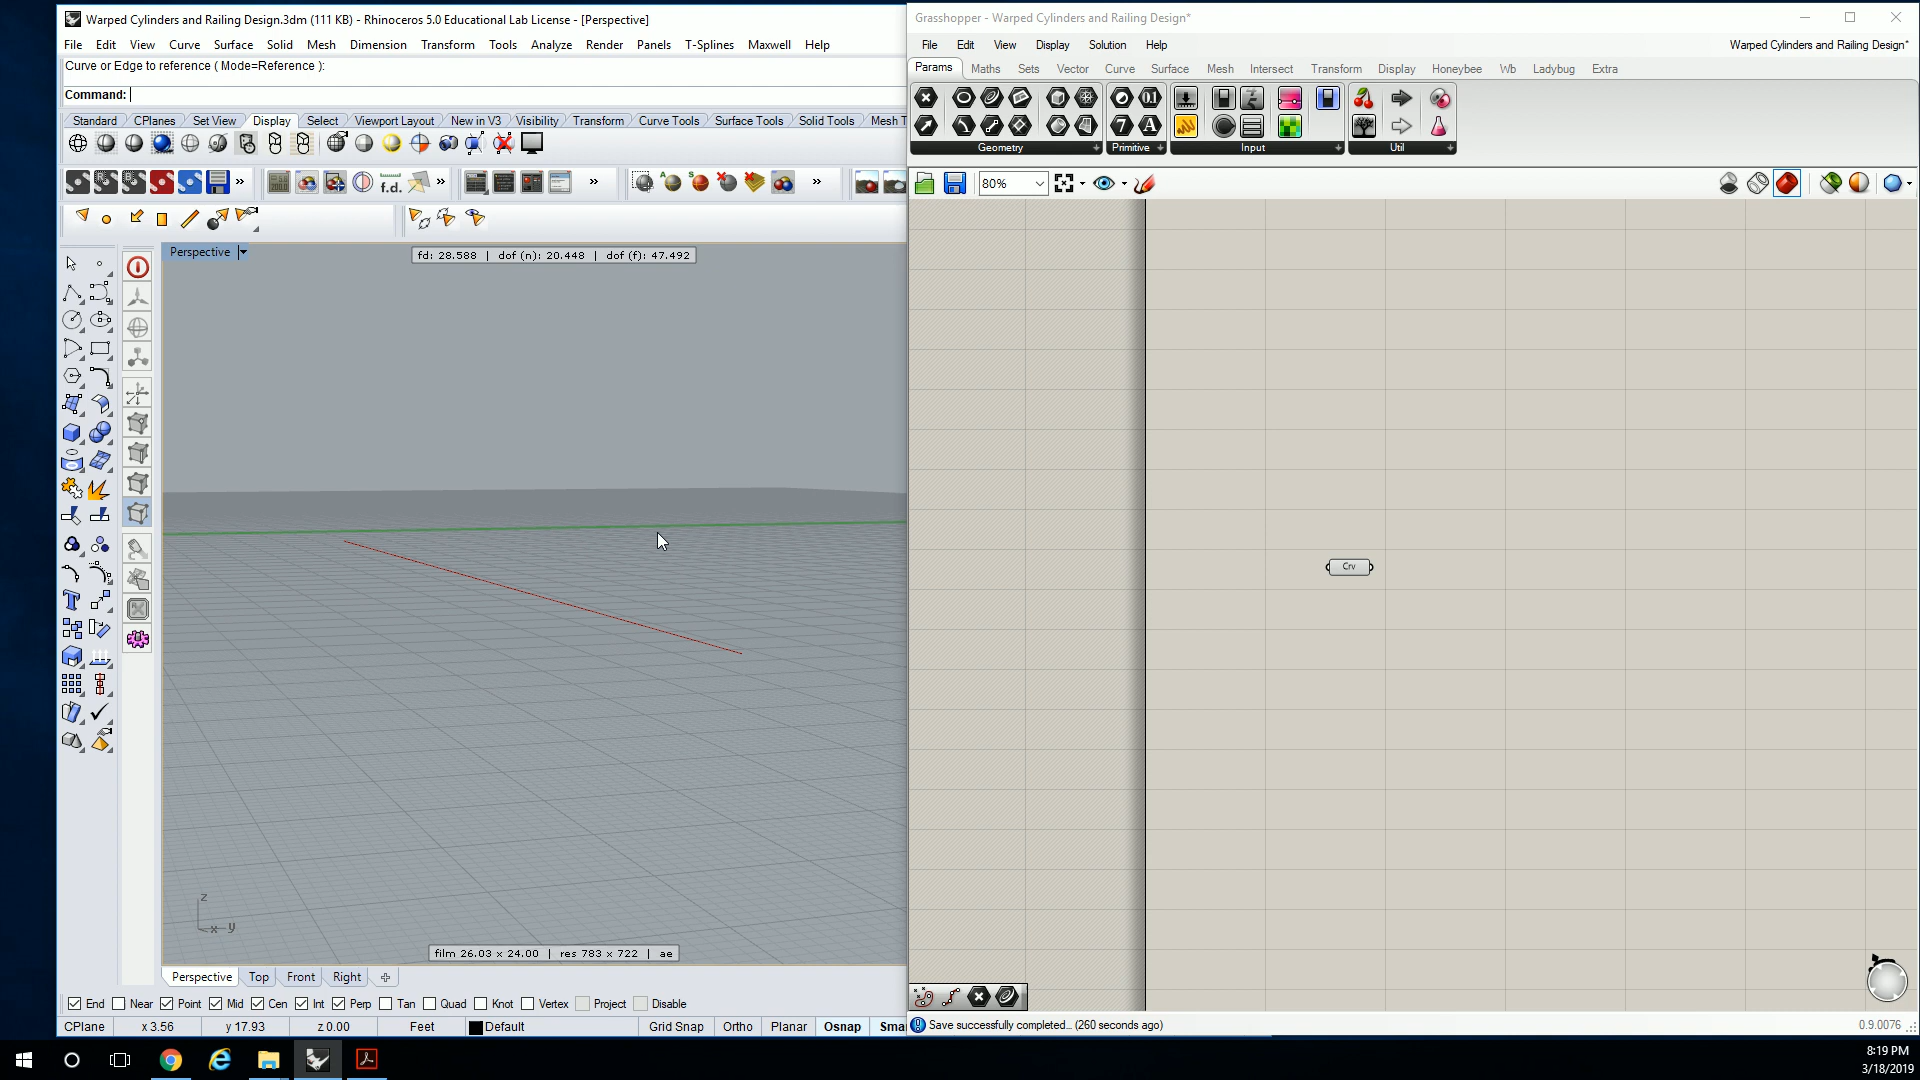 Warped Cylinders and Railing Design.3dm (111 KB) - Rhinoceros 5.0 Educational Lab License - [Perspective]
File Edit View Curve Surface Solid Mesh Dimension Transform Tools Analyze Render Panels T-Splines Maxwell Help
Curve or Edge to reference ( Mode=Reference ):
Command:
Standard CPlanes Set View Display Select Viewport Layout New in V3 Visibility Transform Curve Tools Surface Tools Solid Tools Mesh T
f.d.
Perspective
fd: 28.588 | dof (n): 20.448 | dof (f): 47.492
z
x y
film 26.03 x 24.00 | res 783 x 722 | ae
Perspective Top Front Right
End Near Point Mid Cen Int Perp Tan Quad Knot Vertex Project Disable
CPlane x 3.56 y 17.93 z 0.00 Feet Default Grid Snap Ortho Planar Osnap Smar
Grasshopper - Warped Cylinders and Railing Design*
File Edit View Display Solution Help Warped Cylinders and Railing Design*
Params Maths Sets Vector Curve Surface Mesh Intersect Transform Display Honeybee Wb Ladybug Extra
0.1
7 A
Geometry Primitive Input Util
80%
Crv
Save successfully completed... (260 seconds ago) 0.9.0076
8:19 PM
3/18/2019